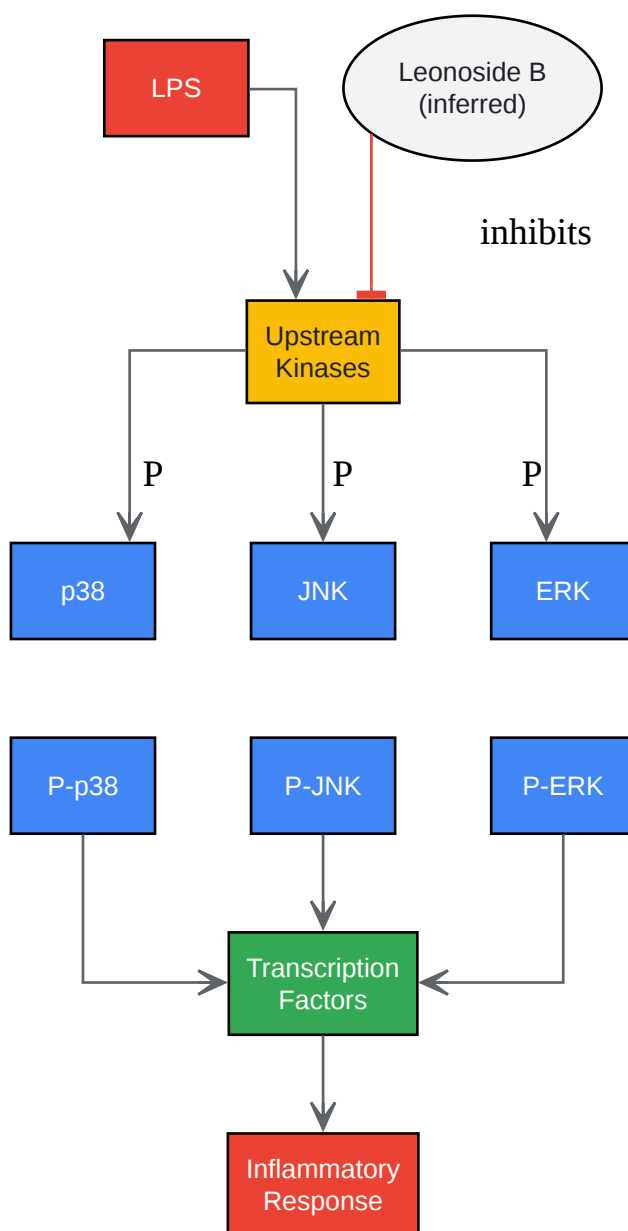 LPS
Leonoside B
(inferred)
inhibits
Upstream
Kinases
P
P
P
p38
JNK
ERK
P-p38
P-JNK
P-ERK
Transcription
Factors
Inflammatory
Response